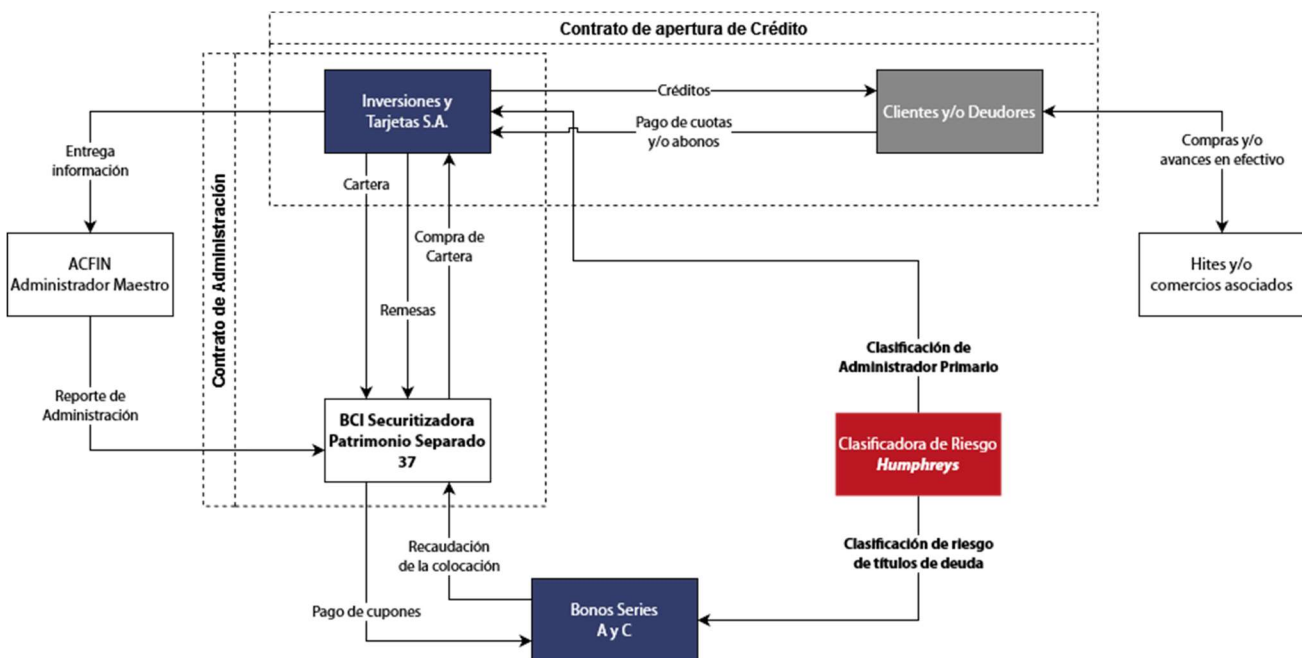 Contrato de apertura de Crédito
Inversiones y
Tarjetas S.A.
Créditos
Clientes y/o Deudores
Pago de cuotas
y/o abonos
Entrega
información
Compras y/o
avances en efectivo
Cartera
Contrato de Administración
Compra de
Cartera
ACFIN
Administrador Maestro
Hites y/o
comercios asociados
Remesas
Clasificación de
Administrador Primario
Reporte de
Administración
BCI Securitizadora
Patrimonio Separado
37
Clasificadora de Riesgo
Humphreys
Recaudación
de la colocación
Clasificación de riesgo
de títulos de deuda
Pago de cupones
Bonos Series
A y C